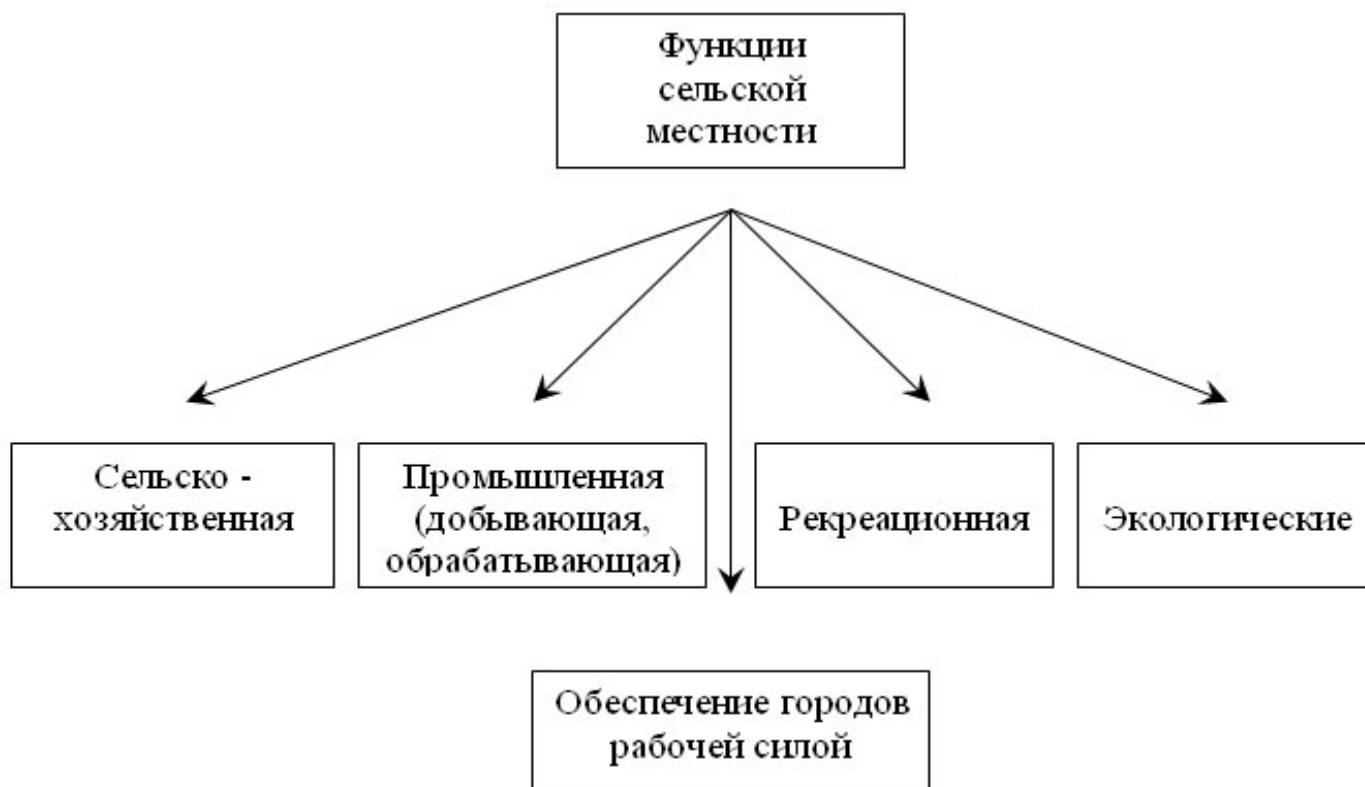 Функции
сельской
местности
Сельско -
хозяйственная
Промышленная
(добывающая,
обрабатывающая)
Рекреационная
Экологические
Обеспечение городов
рабочей силой